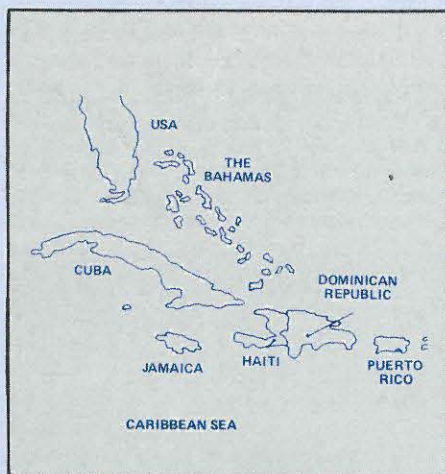 USA
THE
BAHAMAS
CUBA
DOMINICAN
REPUBLIC
JAMAICA
HAITI
PUERTO
RICO
CARIBBEAN SEA